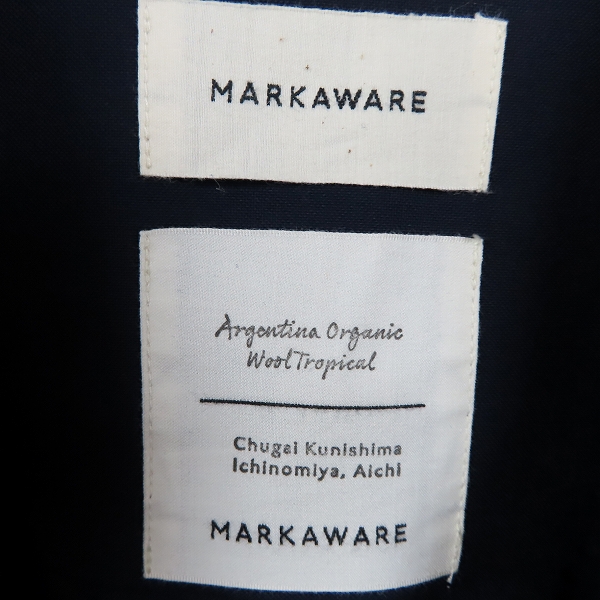 MARKAWARE
Argentina Organic
Wool Tropical
Chugai Kunishima
Ichinomiya, Aichi
MARKAWARE